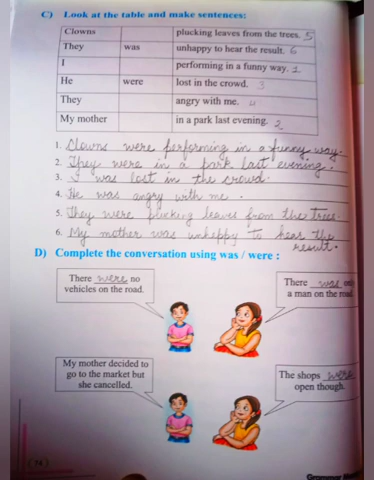 C) Look at the table and make sentences:
Clowns plucking leaves from the trees. 5
They was unhappy to hear the result. 6
I performing in a funny way. 1
He were lost in the crowd. 3
They angry with me. 4
My mother in a park last evening. 2
1. Clowns were performing in a funny way.
2. They were in a park last evening.
3. I was lost in the crowd.
4. He was angry with me.
5. They were plucking leaves from the trees.
6. My mother was unheppy to hear the
result.
D) Complete the conversation using was / were :
There were no
vehicles on the road.
There was only
a man on the road
My mother decided to
go to the market but
she cancelled.
The shops were
open though.
Grammar